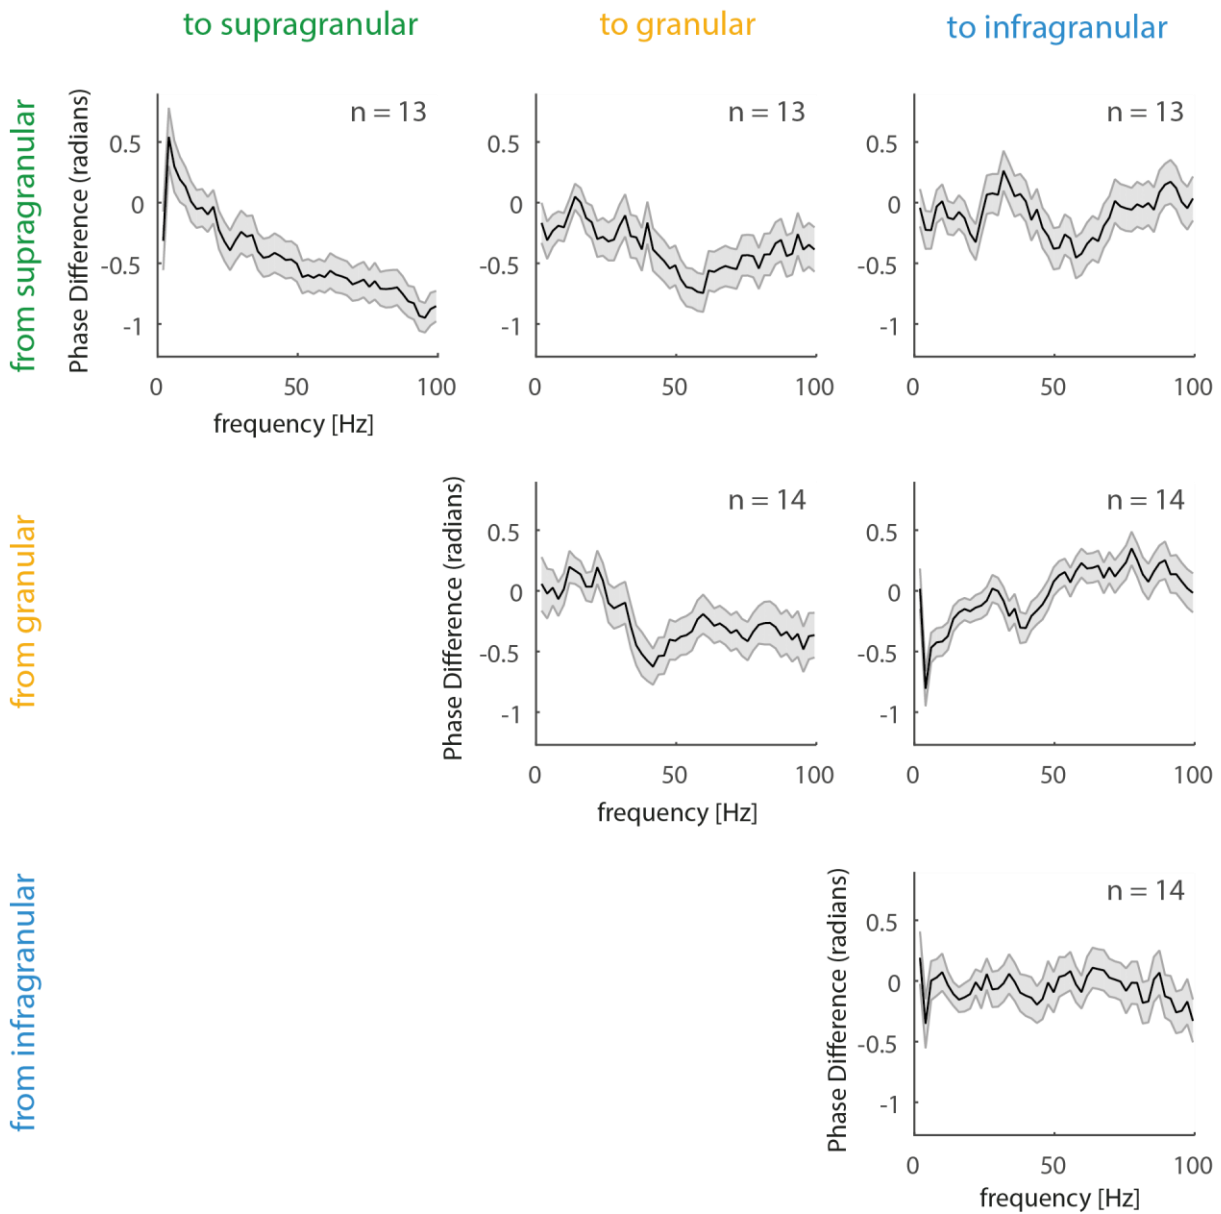 to supragranular
to granular
to infragranular
from supragranular
Phase Difference (radians)
n = 13
0.5
0
-0.5
-1
0
50
100
frequency [Hz]
n = 13
0.5
0
-0.5
-1
0
50
100
n = 13
0.5
0
-0.5
-1
0
50
100
from granular
Phase Difference (radians)
n = 14
0.5
0
-0.5
-1
0
50
100
frequency [Hz]
n = 14
0.5
0
-0.5
-1
0
50
100
from infragranular
Phase Difference (radians)
n = 14
0.5
0
-0.5
-1
0
50
100
frequency [Hz]